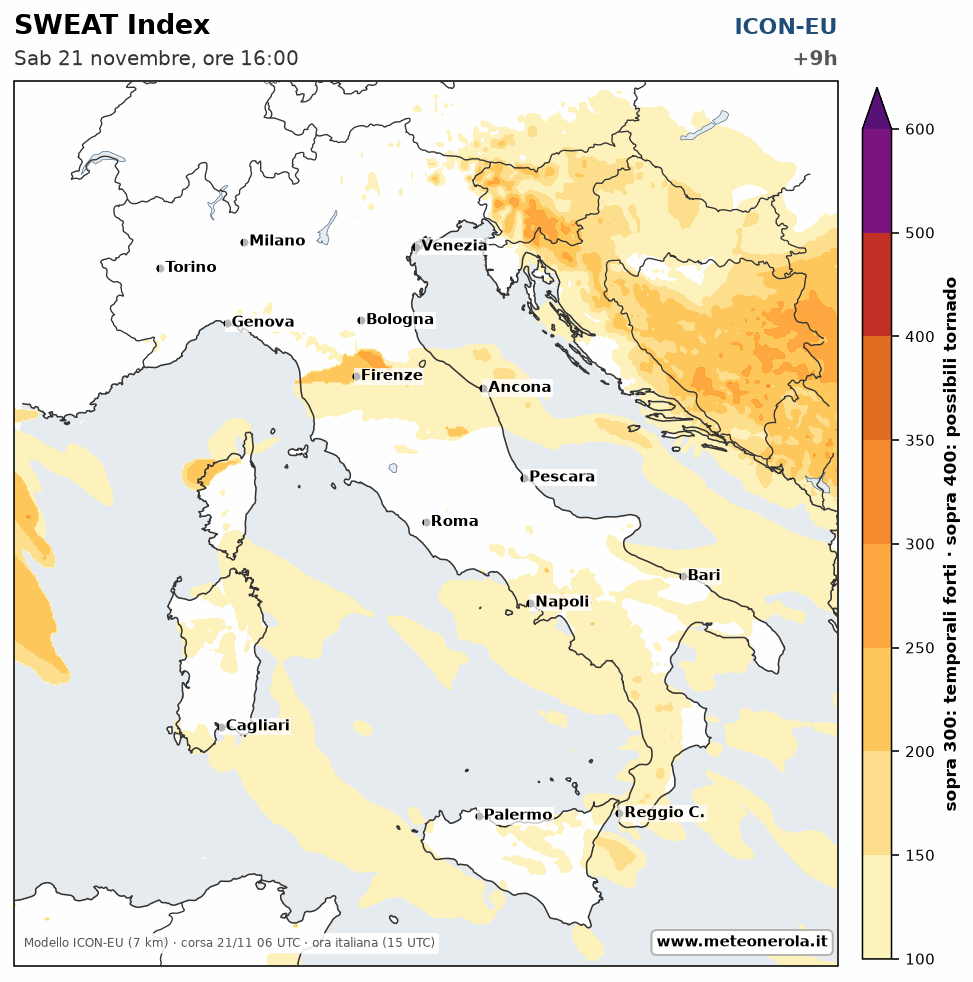 SWEAT Index
ICON-EU
Sab 21 novembre, ore 16:00
+9h
600
500
400
350
300
250
200
150
100
sopra 300: temporali forti · sopra 400: possibili tornado
Milano
Venezia
Torino
Genova
Bologna
Firenze
Ancona
Pescara
Roma
Bari
Napoli
Cagliari
Palermo
Reggio C.
Modello ICON-EU (7 km) · corsa 21/11 06 UTC · ora italiana (15 UTC)
www.meteonerola.it